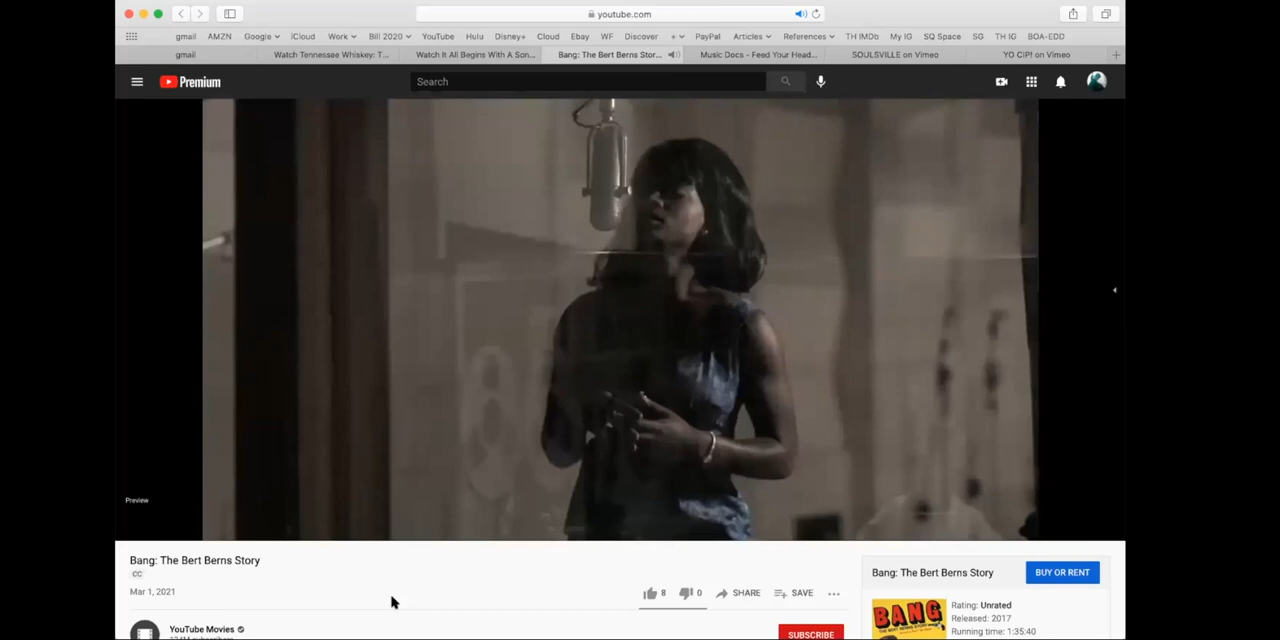 youtube.com
gmail AMZN Google iCloud Work Bill 2020 YouTube Hulu Disney+ Cloud Ebay WF Discover + PayPal Articles References TH IMDb My IG SQ Space SG TH IG BOA-EDD
gmail Watch Tennessee Whiskey: T... Watch It All Begins With A Son... Bang: The Bert Berns Stor... Music Docs - Feed Your Head... SOULSVILLE on Vimeo YO CIP! on Vimeo
Premium Search
Preview
Bang: The Bert Berns Story
CC
Mar 1, 2021
8 0 SHARE SAVE
YouTube Movies
SUBSCRIBE
Bang: The Bert Berns Story BUY OR RENT
BANG
THE BERT BERNS STORY
Rating: Unrated
Released: 2017
Running time: 1:35:40